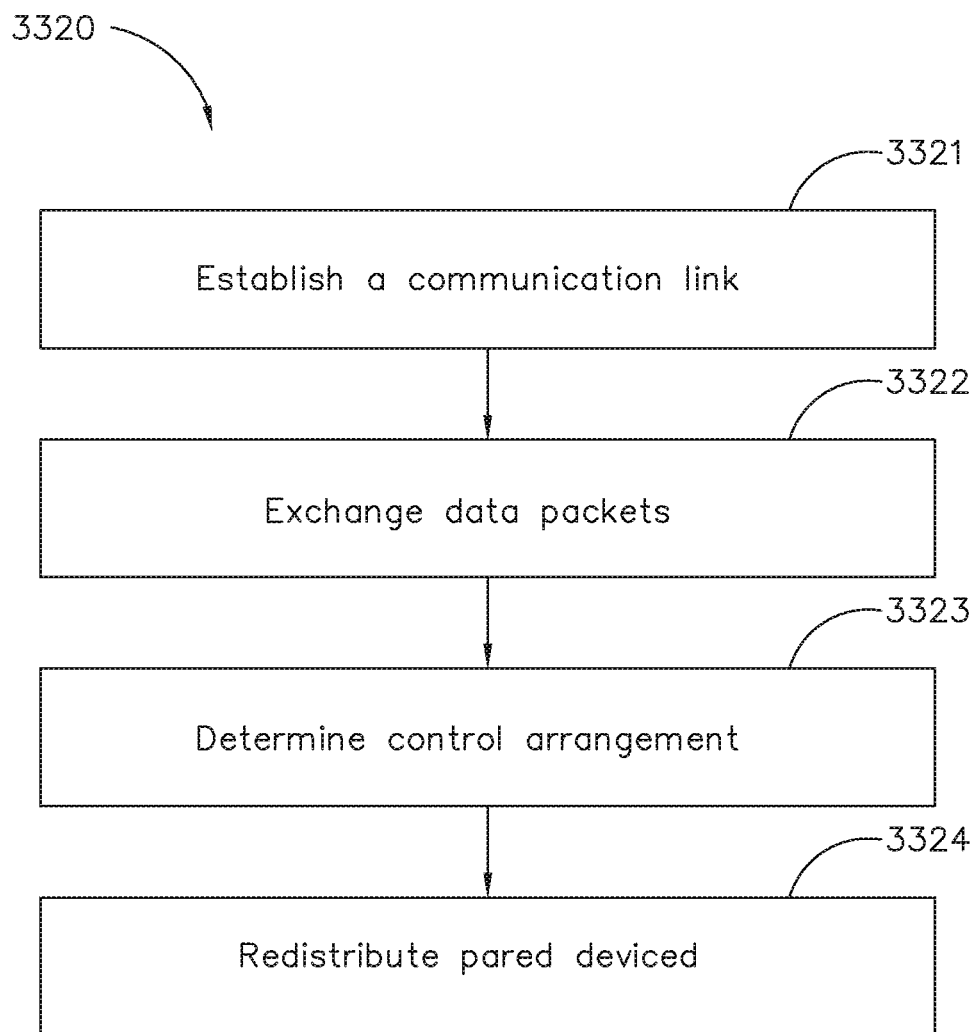 3320
3321
Establish a communication link
3322
Exchange data packets
3323
Determine control arrangement
3324
Redistribute pared deviced